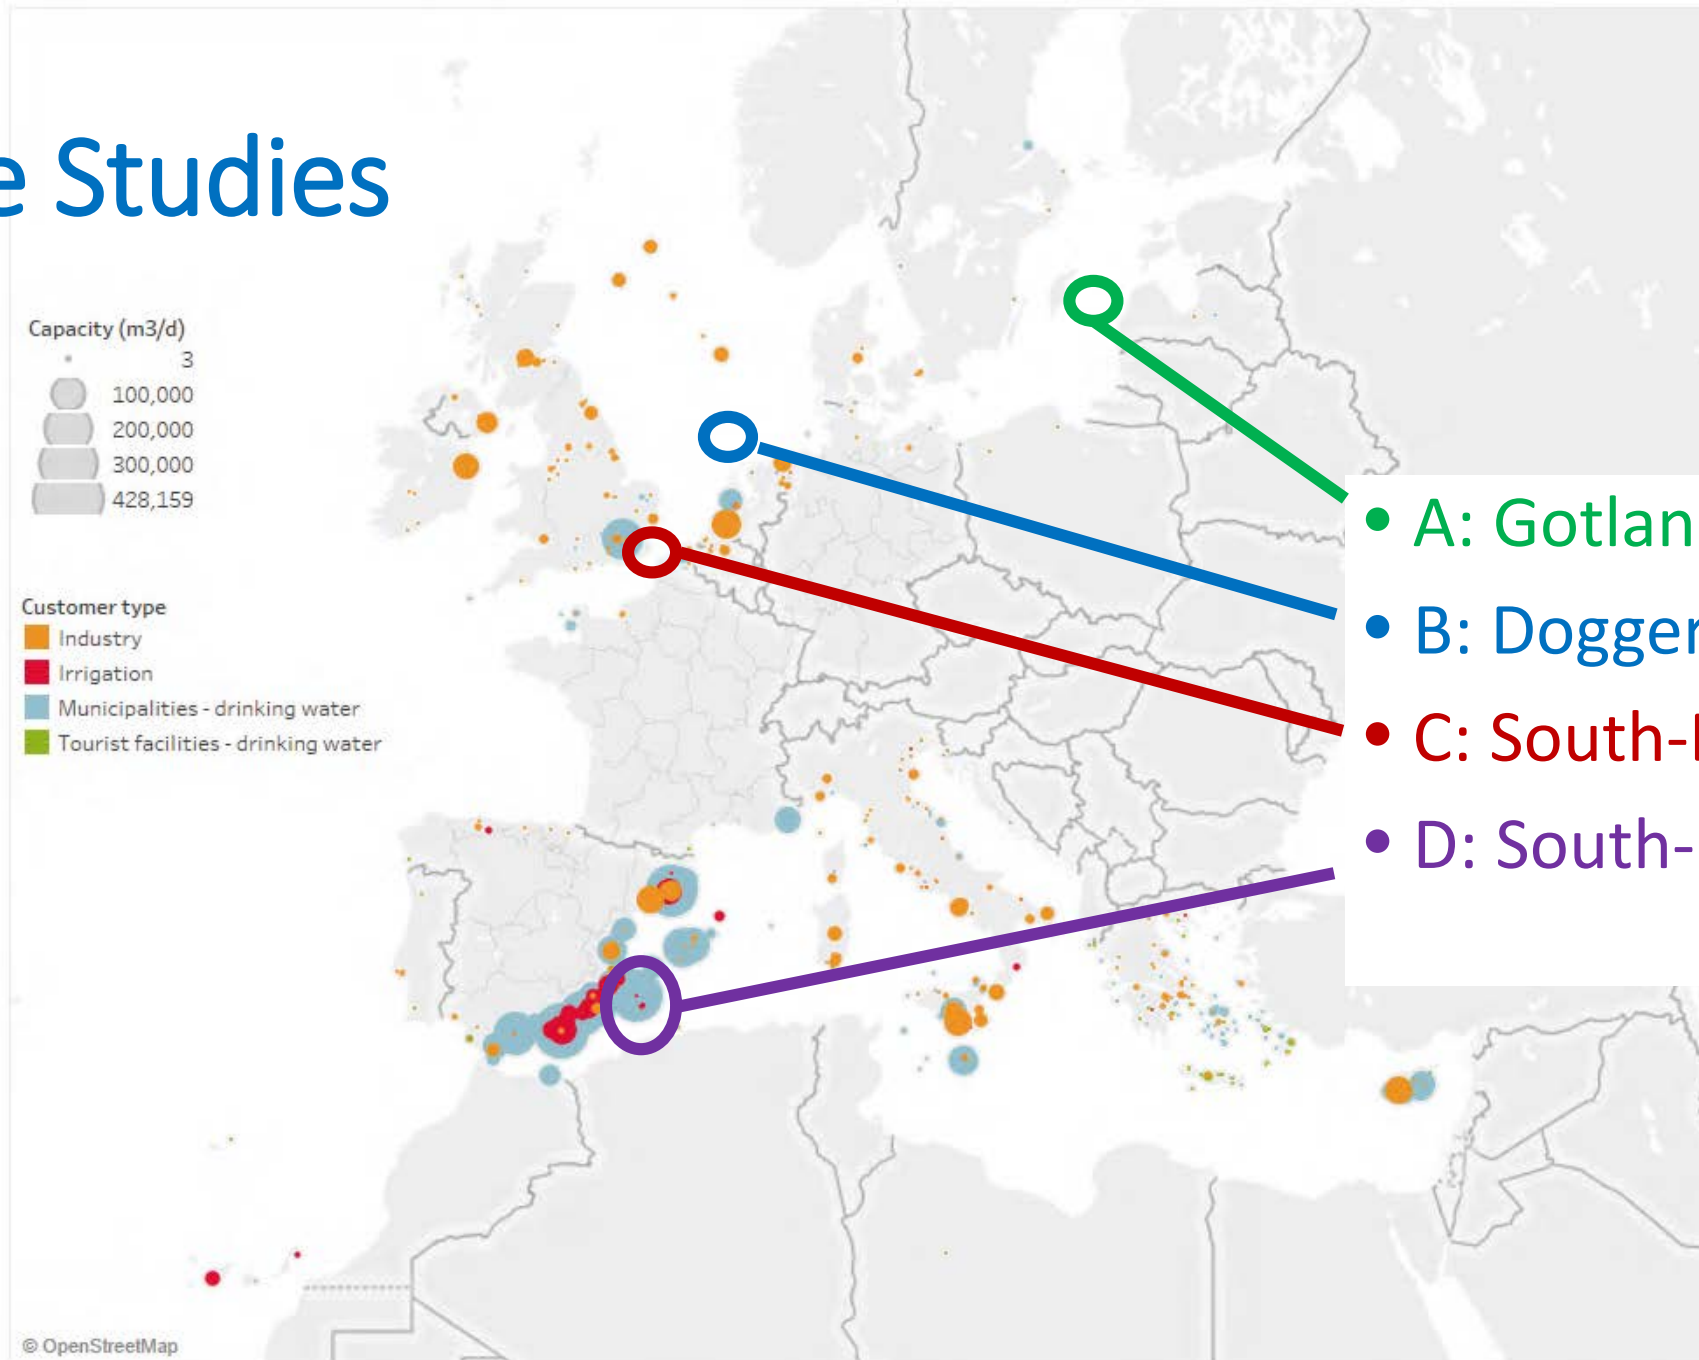 e Studies
Capacity (m3/d)
3
100,000
200,000
300,000
428,159
Customer type
Industry
Irrigation
Municipalities - drinking water
Tourist facilities - drinking water
• A: Gotlan
• B: Dogger
• C: South-
• D: South-
© OpenStreetMap